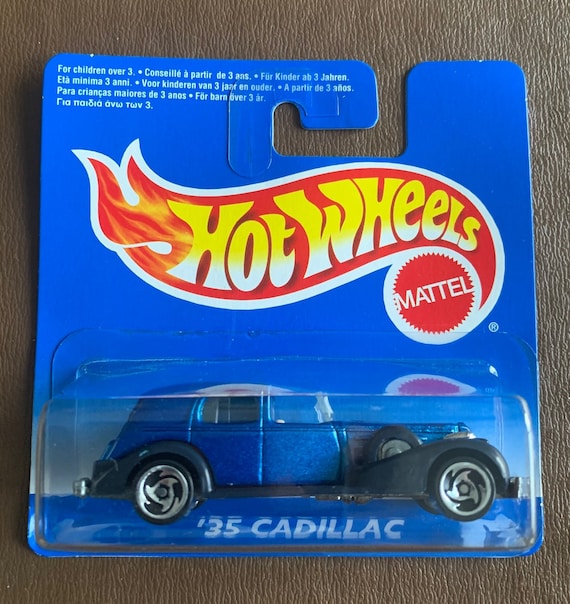 For children over 3. • Conseillé à partir de 3 ans. • Für Kinder ab 3 Jahren.
Età minima 3 anni. • Voor kinderen van 3 jaar en ouder. • A partir de 3 años.
Para crianças maiores de 3 anos • För barn över 3 år.
Για παιδιά άνω των 3.
HOT WHEELS
MATTEL
®
'35 CADILLAC